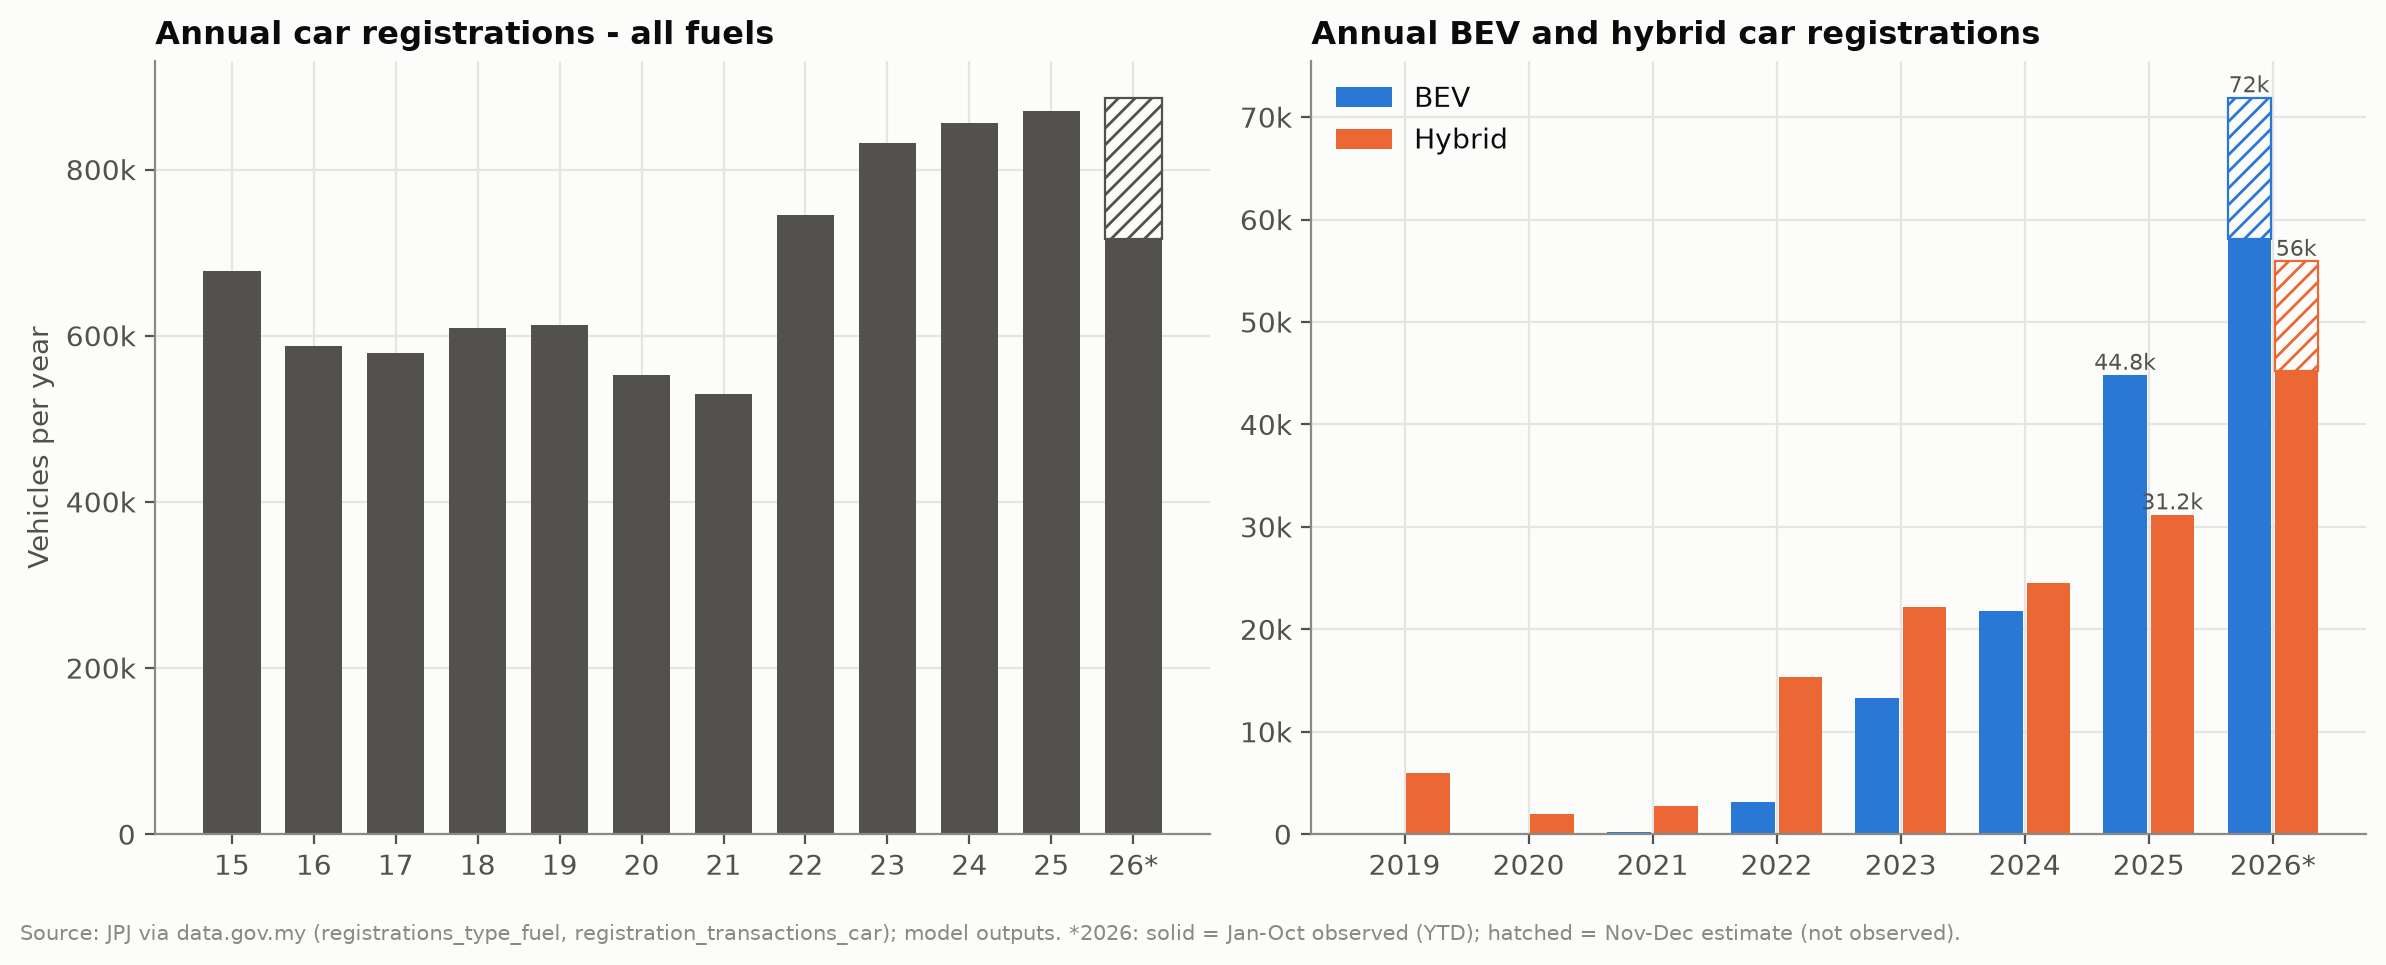 Annual car registrations - all fuels
Vehicles per year
800k
600k
400k
200k
0
15 16 17 18 19 20 21 22 23 24 25 26*
Annual BEV and hybrid car registrations
BEV
Hybrid
70k
60k
50k
40k
30k
20k
10k
0
72k
56k
44.8k
31.2k
2019 2020 2021 2022 2023 2024 2025 2026*
Source: JPJ via data.gov.my (registrations_type_fuel, registration_transactions_car); model outputs. *2026: solid = Jan-Oct observed (YTD); hatched = Nov-Dec estimate (not observed).